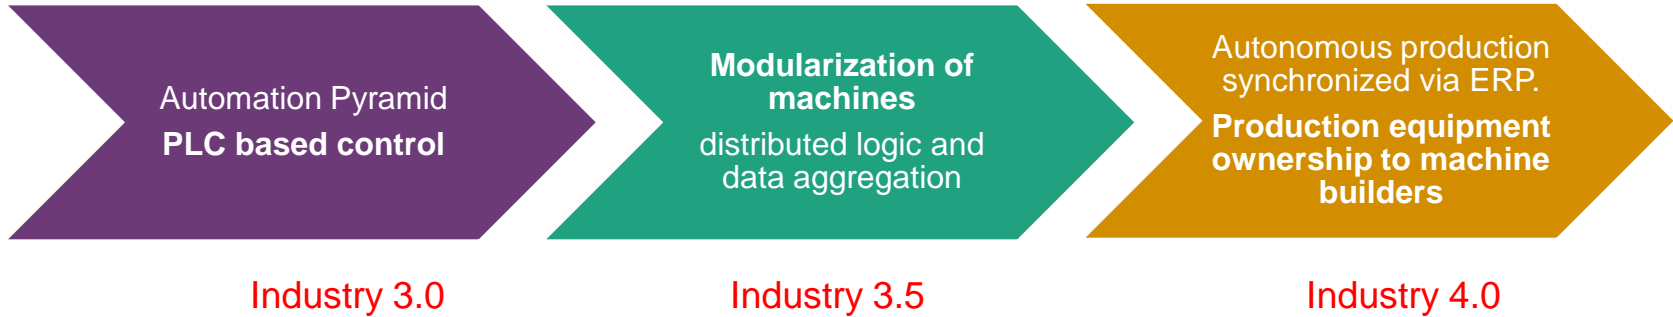 Automation Pyramid
PLC based control
Modularization of
machines
distributed logic and
data aggregation
Autonomous production
synchronized via ERP.
Production equipment
ownership to machine
builders
Industry 3.0
Industry 3.5
Industry 4.0